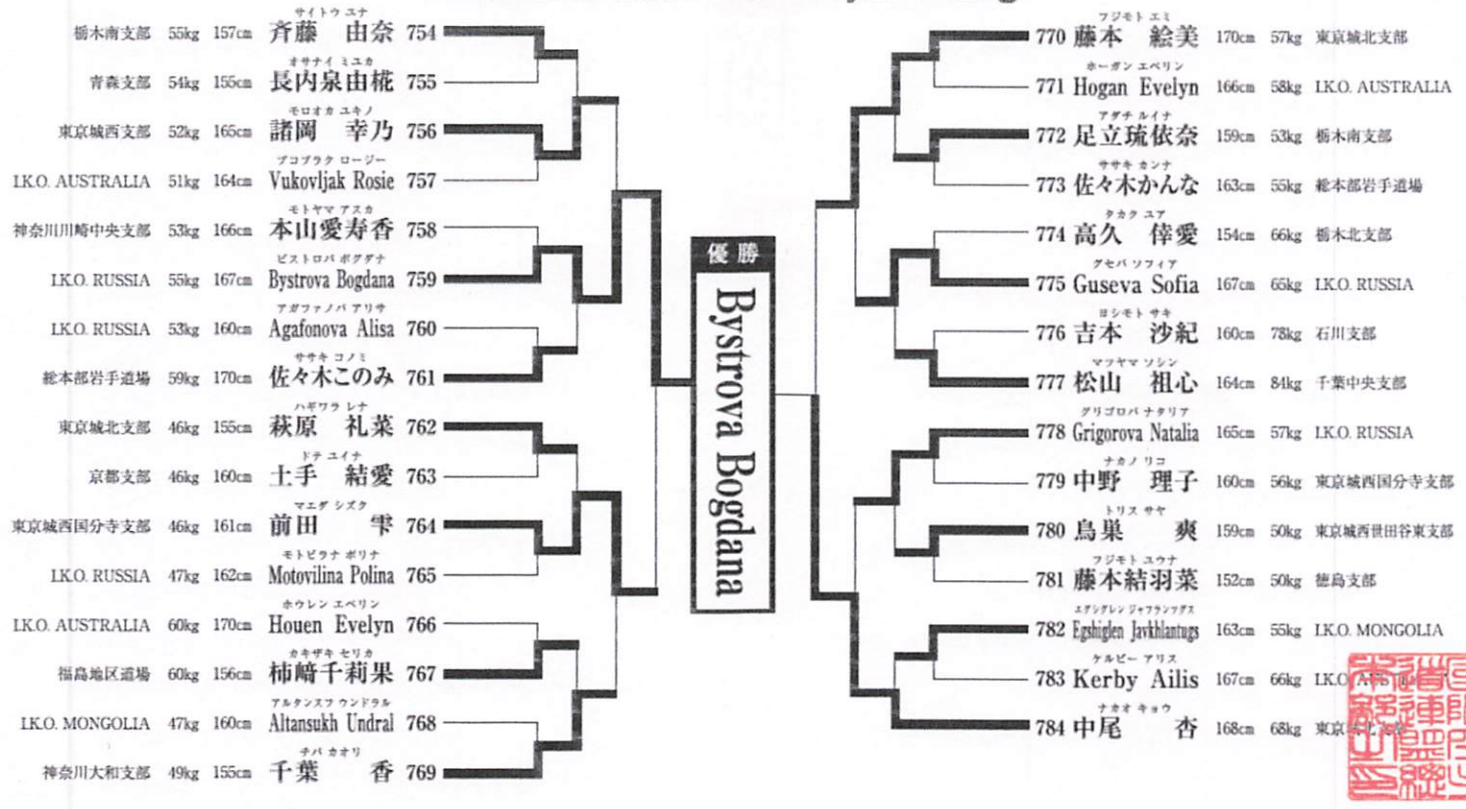 サイトウ ユナ
栃木南支部 55kg 157cm 斉藤 由奈 754
オサナイ ミユカ
青森支部 54kg 155cm 長内泉由椛 755
モロオカ ユキノ
東京城西支部 52kg 165cm 諸岡 幸乃 756
ブコブラク ロージー
I.K.O. AUSTRALIA 51kg 164cm Vukovljak Rosie 757
モトヤマ アスカ
神奈川川崎中央支部 53kg 166cm 本山愛寿香 758
ビストロバ ボグダナ
I.K.O. RUSSIA 55kg 167cm Bystrova Bogdana 759
アガファノバ アリサ
I.K.O. RUSSIA 53kg 160cm Agafonova Alisa 760
ササキ コノミ
総本部岩手道場 59kg 170cm 佐々木このみ 761
ハギワラ レナ
東京城北支部 46kg 155cm 萩原 礼菜 762
ドテ ユイナ
京都支部 46kg 160cm 土手 結愛 763
マエダ シズク
東京城西国分寺支部 46kg 161cm 前田 雫 764
モトビラナ ポリナ
I.K.O. RUSSIA 47kg 162cm Motovilina Polina 765
ホウレン エベリン
I.K.O. AUSTRALIA 60kg 170cm Houen Evelyn 766
カキザキ セリカ
福島地区道場 60kg 156cm 柿﨑千莉果 767
アルタンスフ ウンドラル
I.K.O. MONGOLIA 47kg 160cm Altansukh Undral 768
チバ カオリ
神奈川大和支部 49kg 155cm 千葉 香 769
優勝
Bystrova Bogdana
フジモト エミ
770 藤本 絵美 170cm 57kg 東京城北支部
ホーガン エベリン
771 Hogan Evelyn 166cm 58kg I.K.O. AUSTRALIA
アダチ ルイナ
772 足立琉依奈 159cm 53kg 栃木南支部
ササキ カンナ
773 佐々木かんな 163cm 55kg 総本部岩手道場
タカク ユア
774 高久 倖愛 154cm 66kg 栃木北支部
グセバ ソフィア
775 Guseva Sofia 167cm 65kg I.K.O. RUSSIA
ヨシモト サキ
776 吉本 沙紀 160cm 78kg 石川支部
マツヤマ ソシン
777 松山 祖心 164cm 84kg 千葉中央支部
グリゴロバ ナタリア
778 Grigorova Natalia 165cm 57kg I.K.O. RUSSIA
ナカノ リコ
779 中野 理子 160cm 56kg 東京城西国分寺支部
トリス サヤ
780 鳥巣 爽 159cm 50kg 東京城西世田谷東支部
フジモト ユウナ
781 藤本結羽菜 152cm 50kg 徳島支部
エグシグレン ジャフランツグス
782 Egshiglen Javkhlantugs 163cm 55kg I.K.O. MONGOLIA
ケルビー アリス
783 Kerby Ailis 167cm 66kg I.K.O.
ナカオ キョウ
784 中尾 杏 168cm 68kg 東京城北支部